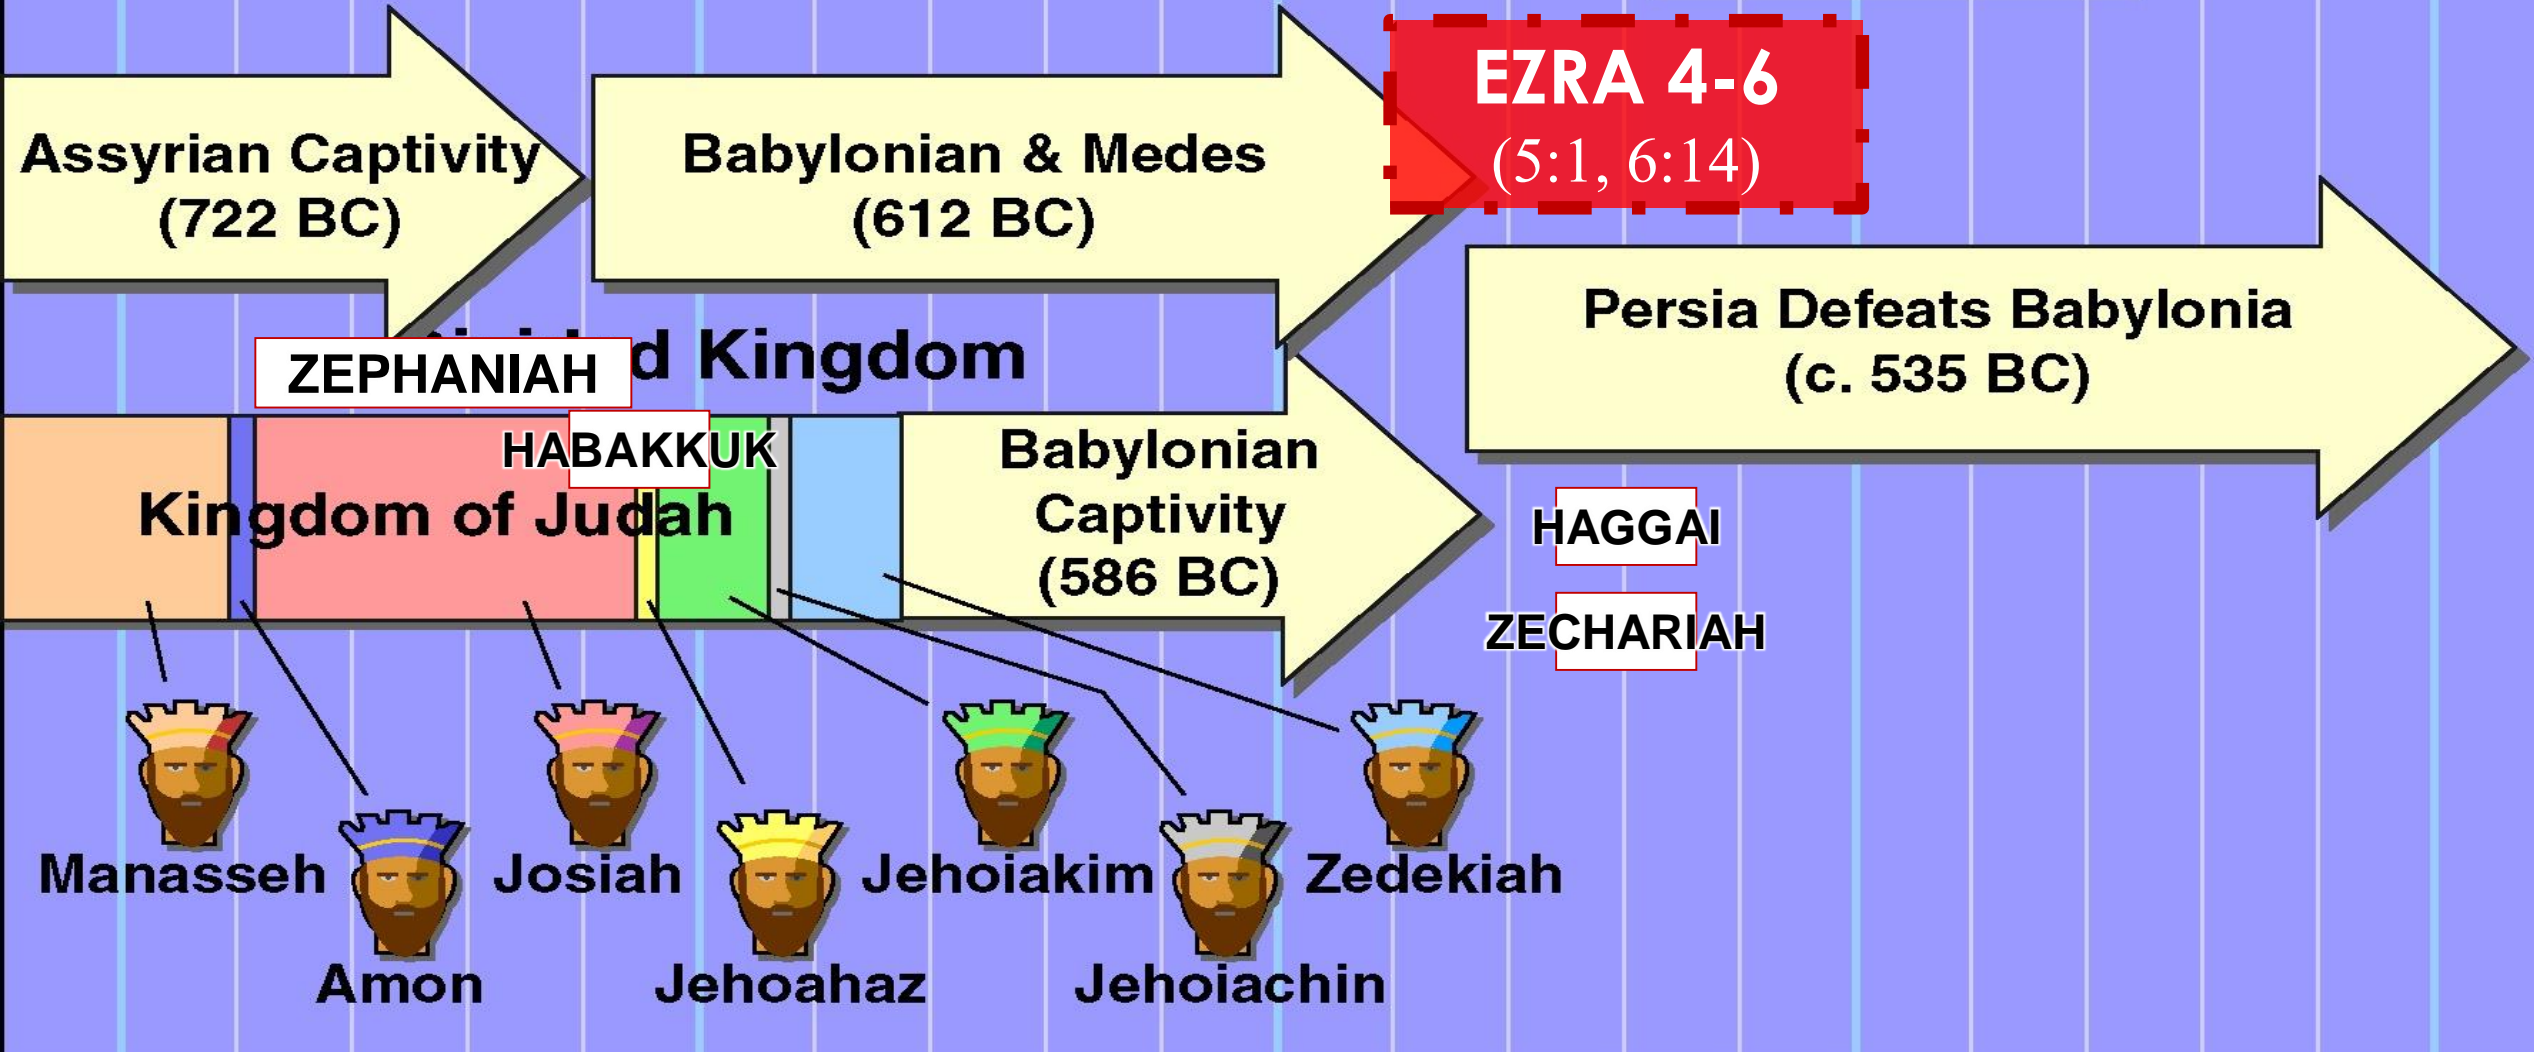 EZRA 4-6
(5:1, 6:14)
Assyrian Captivity
(722 BC)
Babylonian & Medes
(612 BC)
Persia Defeats Babylonia
(c. 535 BC)
Kingdom
ZEPHANIAH
HABAKKUK
Kingdom of Judah
Babylonian
Captivity
(586 BC)
HAGGAI
ZECHARIAH
Manasseh
Josiah
Jehoiakim
Zedekiah
Amon
Jehoahaz
Jehoiachin